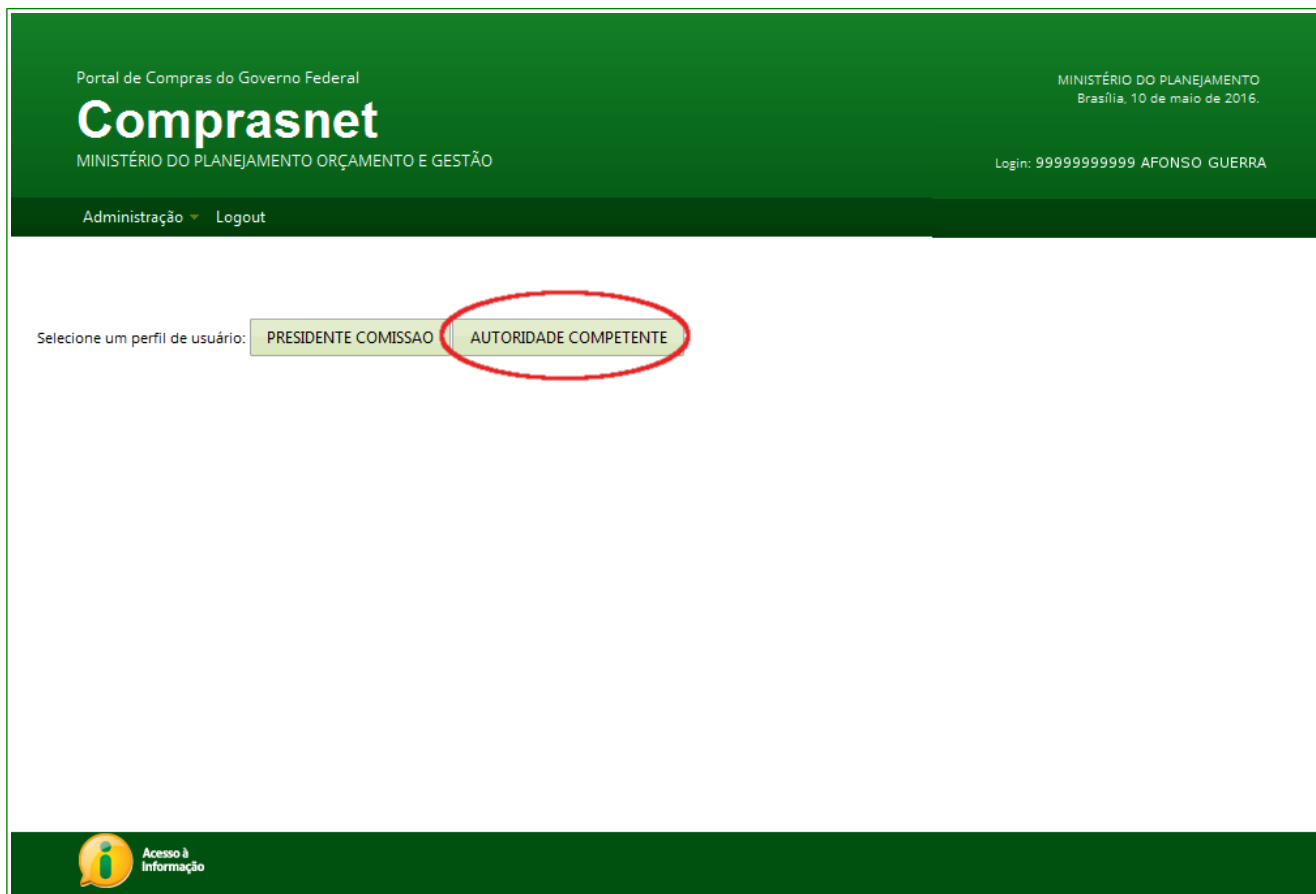 Portal de Compras do Governo Federal
Comprasnet
MINISTÉRIO DO PLANEJAMENTO ORÇAMENTO E GESTÃO
MINISTÉRIO DO PLANEJAMENTO
Brasília, 10 de maio de 2016.
Login: 99999999999 AFONSO GUERRA
Administração Logout
Selecione um perfil de usuário: PRESIDENTE COMISSAO AUTORIDADE COMPETENTE
Acesso à
Informação